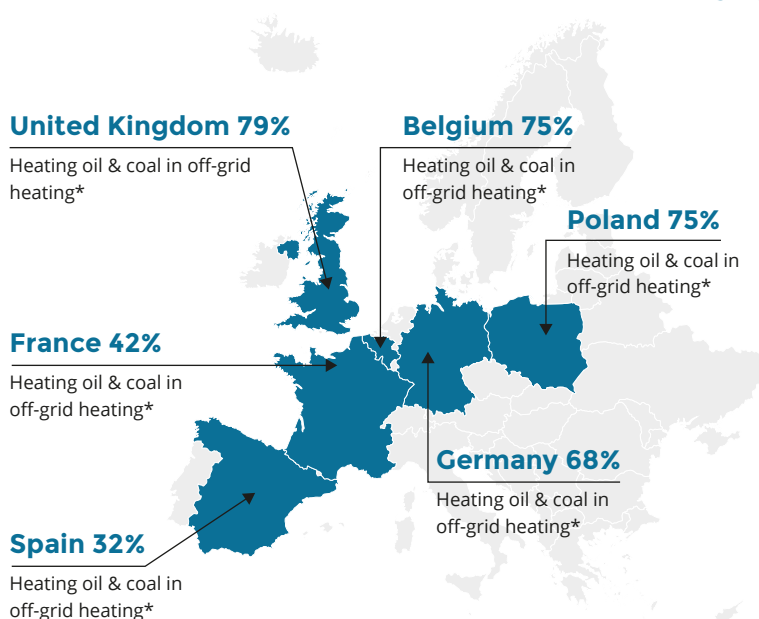 United Kingdom 79%
Heating oil & coal in off-grid
heating*
Belgium 75%
Heating oil & coal in
off-grid heating*
Poland 75%
Heating oil & coal in
off-grid heating*
France 42%
Heating oil & coal in
off-grid heating*
Germany 68%
Heating oil & coal in
off-grid heating*
Spain 32%
Heating oil & coal in
off-grid heating*